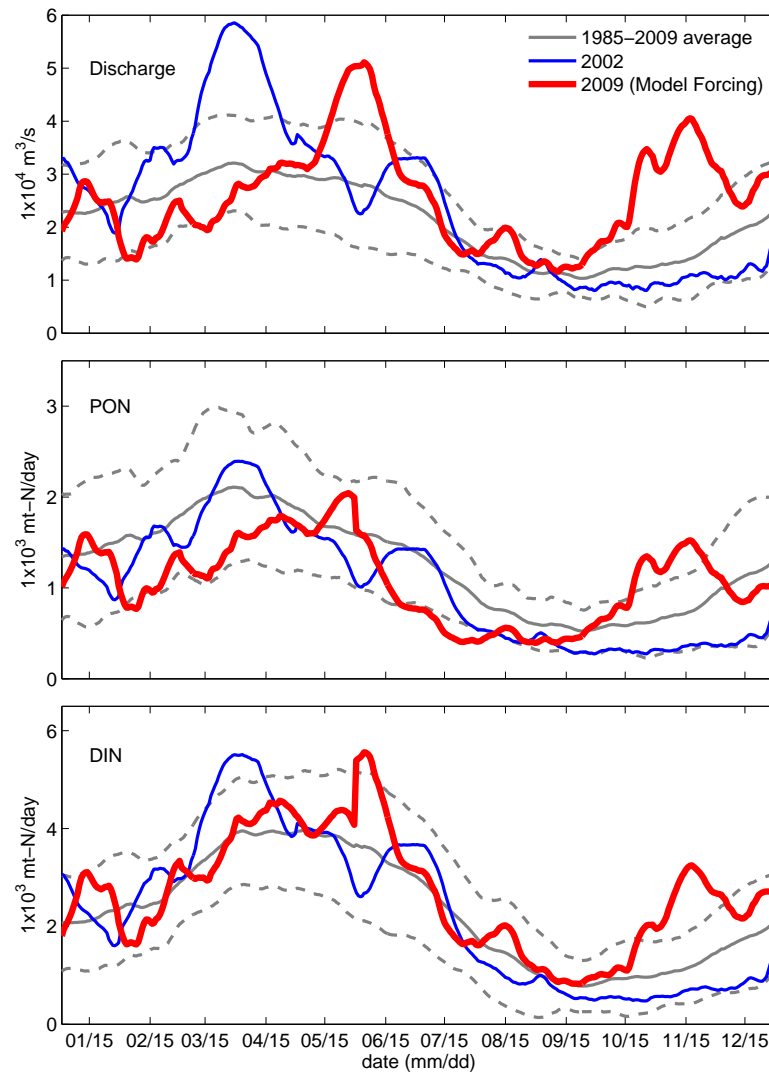 6
5
4
3
2
1
0
1x10⁴ m³/s
Discharge
1985−2009 average
2002
2009 (Model Forcing)
3
2
1
0
1x10³ mt−N/day
PON
6
4
2
0
1x10³ mt−N/day
DIN
01/15 02/15 03/15 04/15 05/15 06/15 07/15 08/15 09/15 10/15 11/15 12/15
date (mm/dd)